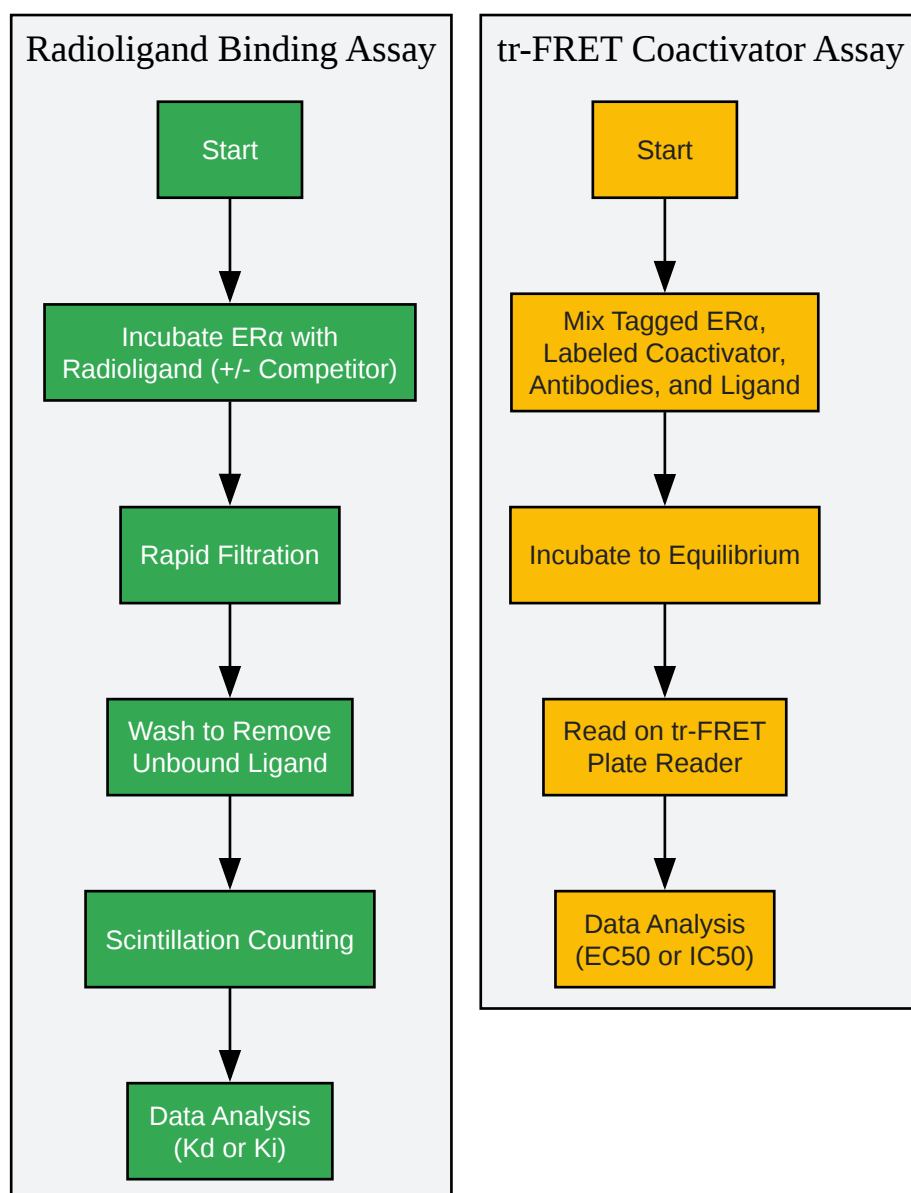 Radioligand Binding Assay
Start
Incubate ERα with
Radioligand (+/- Competitor)
Rapid Filtration
Wash to Remove
Unbound Ligand
Scintillation Counting
Data Analysis
(Kd or Ki)
tr-FRET Coactivator Assay
Start
Mix Tagged ERα,
Labeled Coactivator,
Antibodies, and Ligand
Incubate to Equilibrium
Read on tr-FRET
Plate Reader
Data Analysis
(EC50 or IC50)